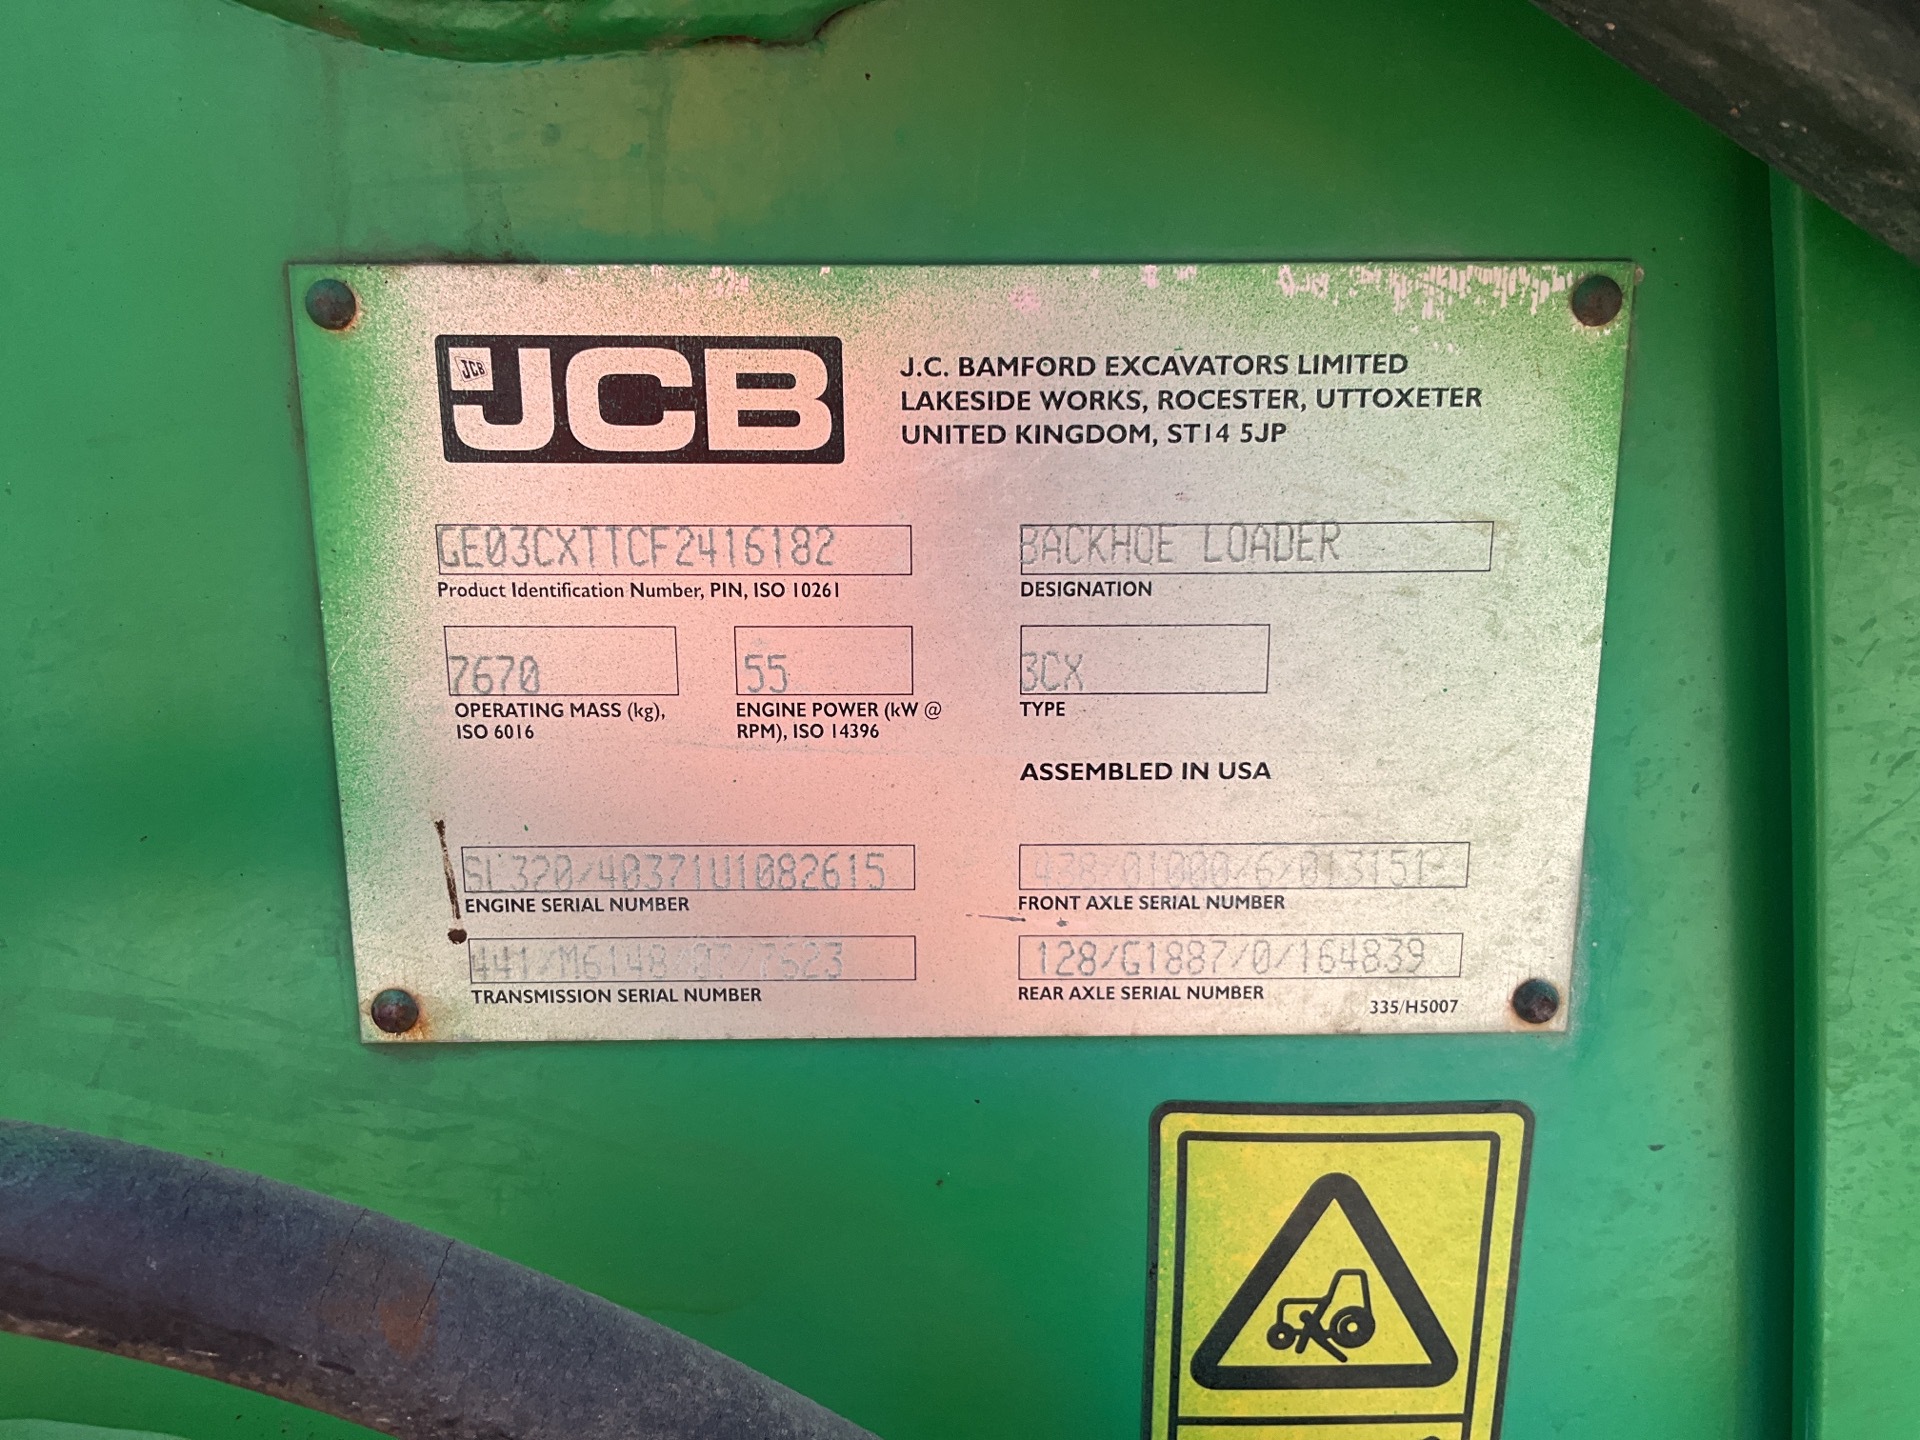 JCB
JCB
J.C. BAMFORD EXCAVATORS LIMITED
LAKESIDE WORKS, ROCESTER, UTTOXETER
UNITED KINGDOM, ST14 5JP
GE03CXTTCF2416182
Product Identification Number, PIN, ISO 10261
BACKHOE LOADER
DESIGNATION
7670
OPERATING MASS (kg),
ISO 6016
55
ENGINE POWER (kW @
RPM), ISO 14396
3CX
TYPE
ASSEMBLED IN USA
SL320/40371U1082615
ENGINE SERIAL NUMBER
FRONT AXLE SERIAL NUMBER
TRANSMISSION SERIAL NUMBER
128/G1887/0/164839
REAR AXLE SERIAL NUMBER
335/H5007